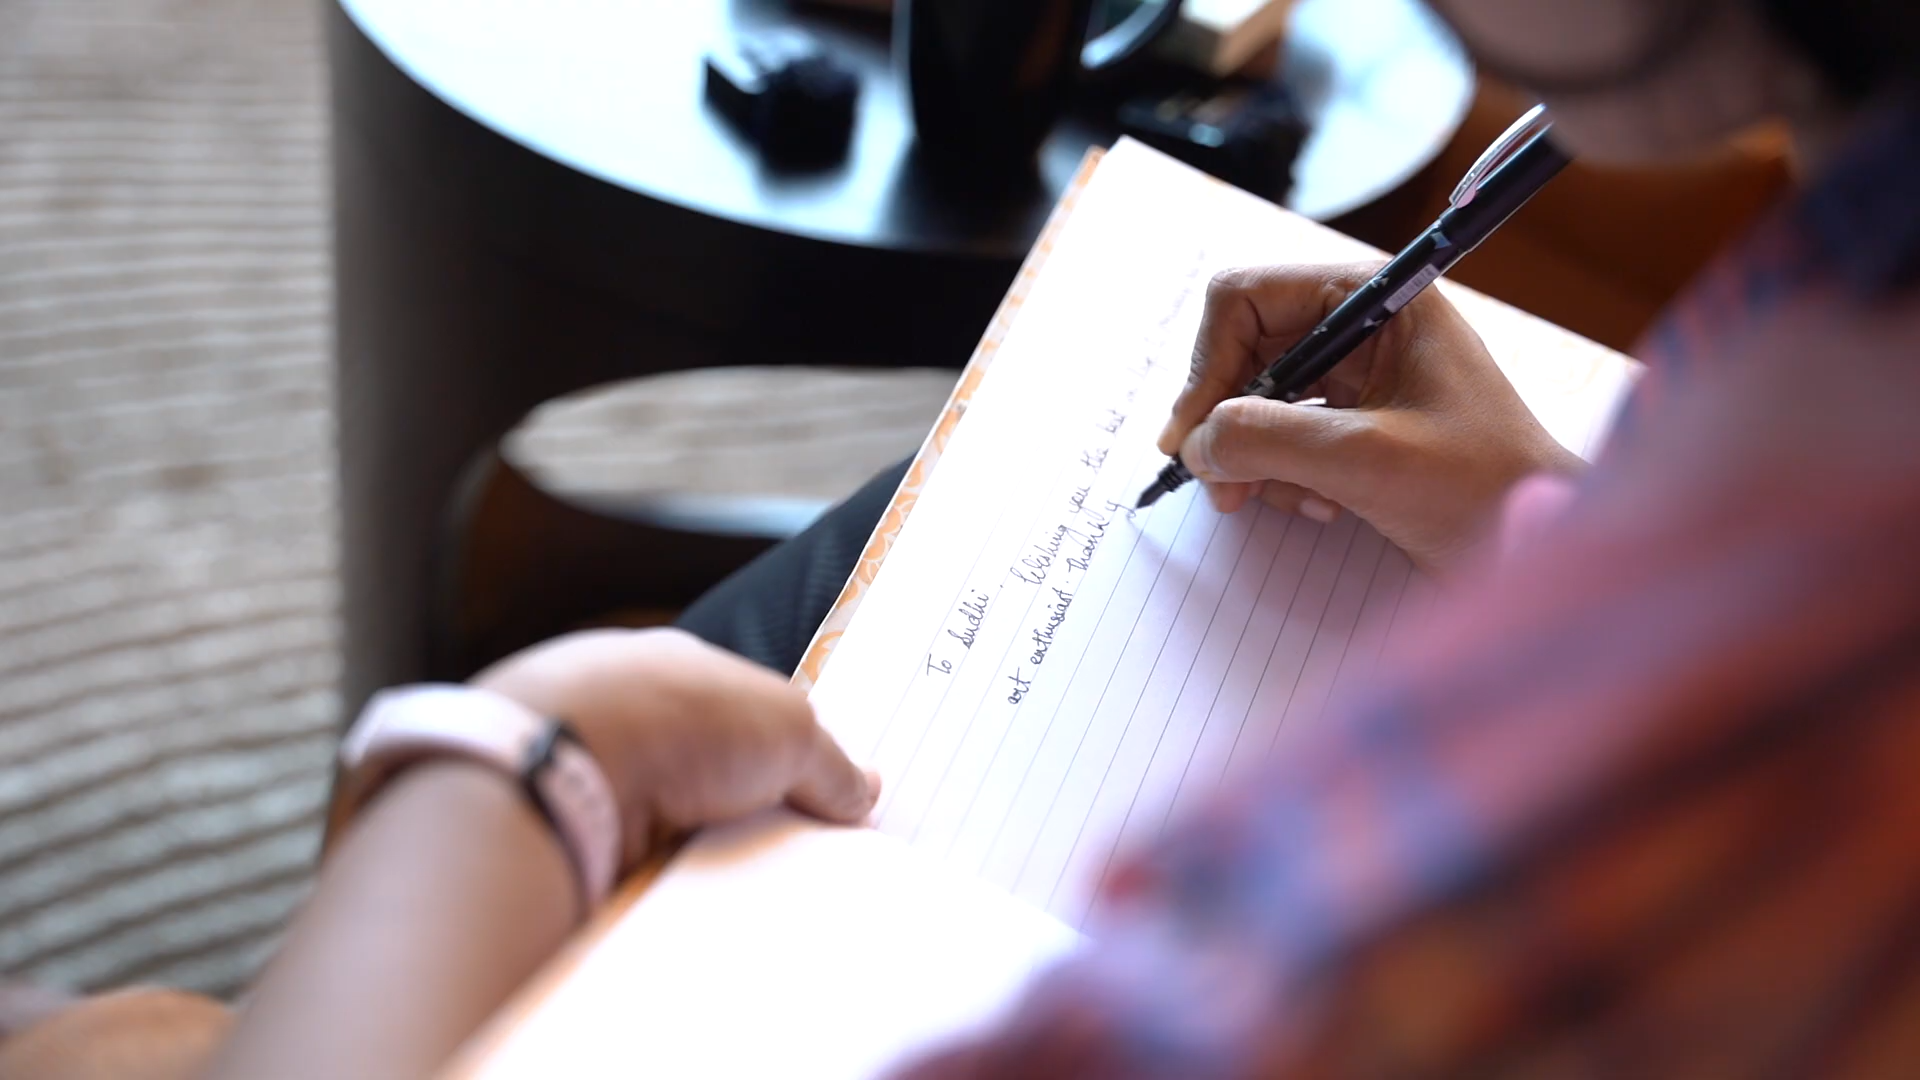 To Sudhi,
Wishing you the best in life
art enthusiast. Thank y